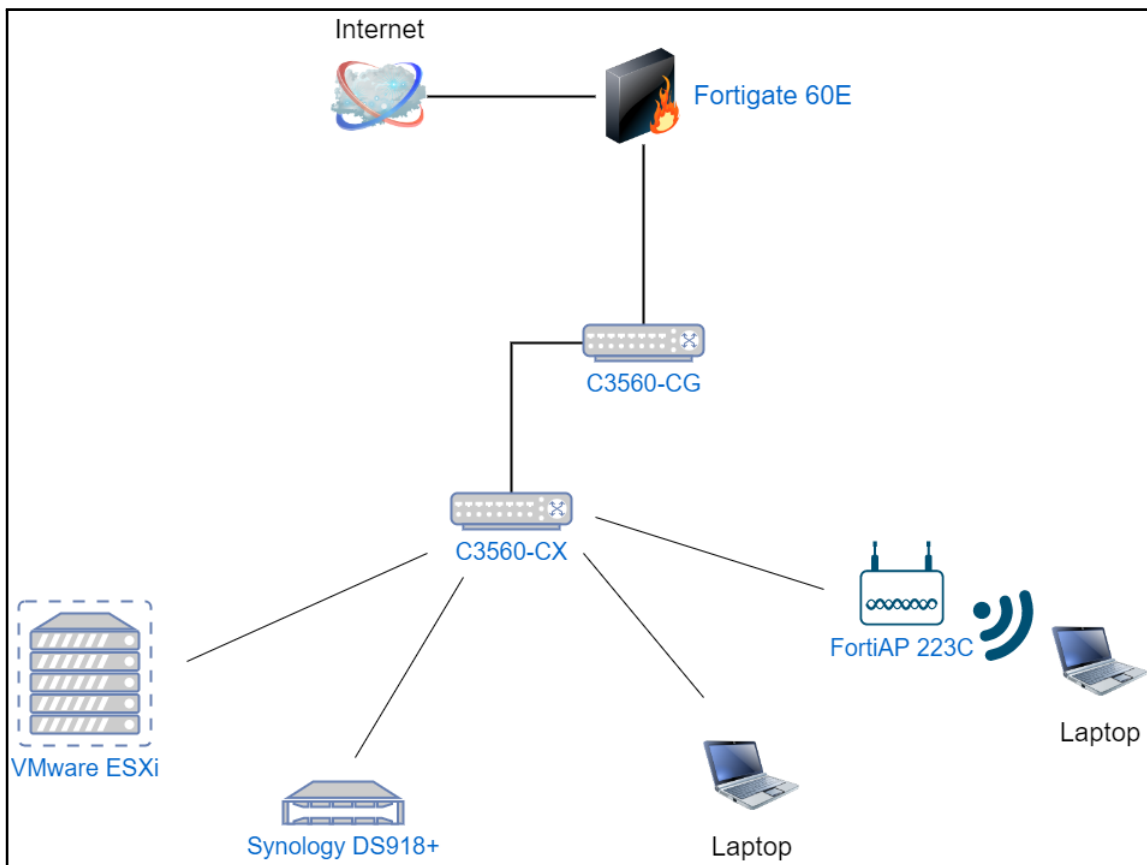 Internet
Fortigate 60E
C3560-CG
C3560-CX
FortiAP 223C
Laptop
VMware ESXi
Synology DS918+
Laptop